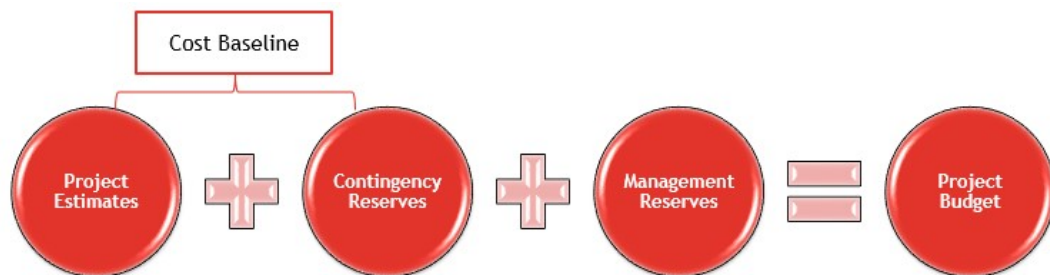 Cost Baseline
Project
Estimates
Contingency
Reserves
Management
Reserves
Project
Budget